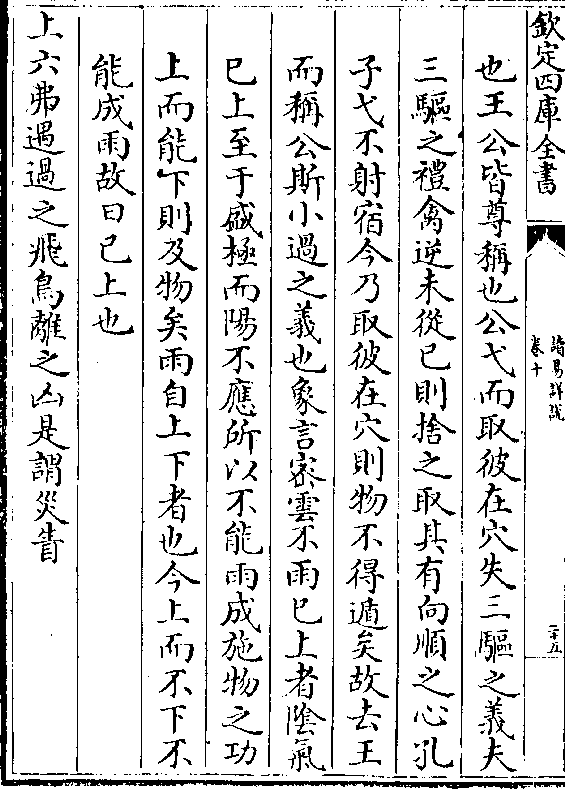 欽定四庫全書
讀易詳說
卷十
二十五
也王公皆尊稱也公弋而取彼在穴失三驅之義夫
三驅之禮禽逆未從已則捨之取其有向順之心孔
子弋不射宿今乃取彼在穴則物不得遁矣故去王
而稱公斯小過之義也象言密雲不雨已上者陰氣
已上至于盛極而陽不應所以不能雨成施物之功
上而能下則及物矣雨自上下者也今上而不下不
能成雨故曰已上也
上六弗遇過之飛鳥離之凶是謂災眚